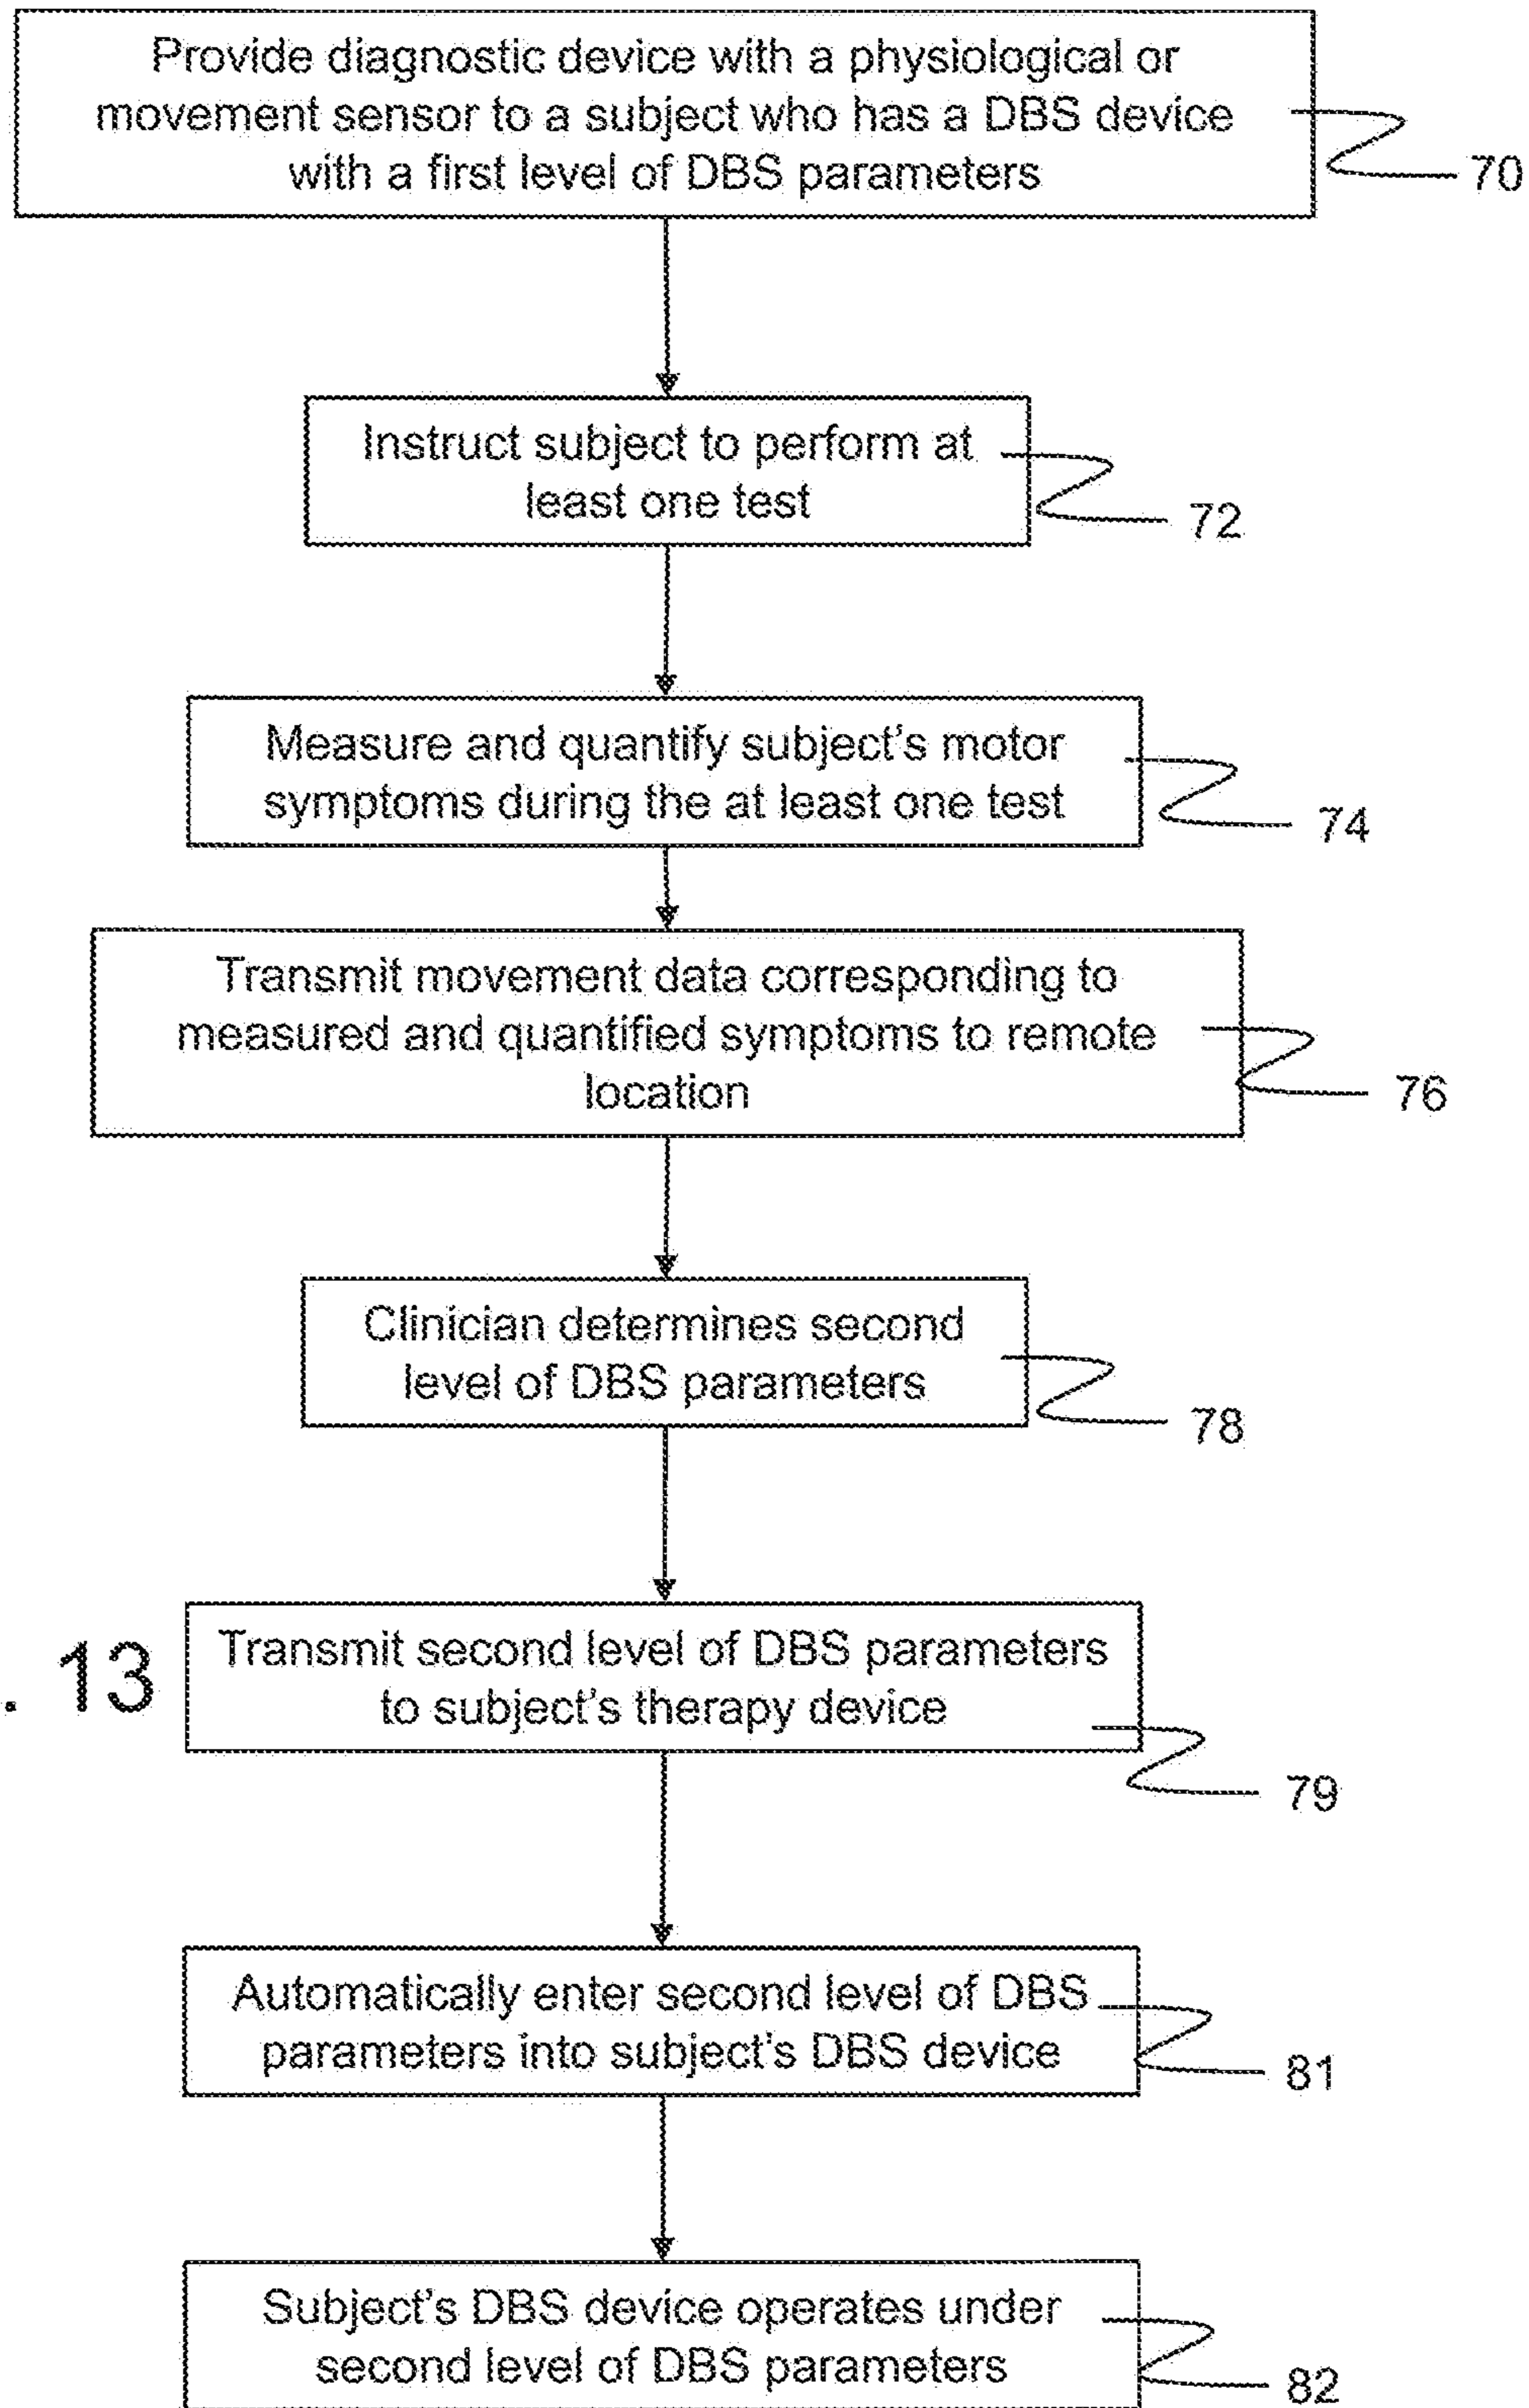 Provide diagnostic device with a physiological or
movement sensor to a subject who has a DBS device
with a first level of DBS parameters
70
Instruct subject to perform at
least one test
72
Measure and quantify subject's motor
symptoms during the at least one test
74
Transmit movement data corresponding to
measured and quantified symptoms to remote
location
76
Clinician determines second
level of DBS parameters
78
. 13
Transmit second level of DBS parameters
to subject's therapy device
79
Automatically enter second level of DBS
parameters into subject's DBS device
81
Subject's DBS device operates under
second level of DBS parameters
82